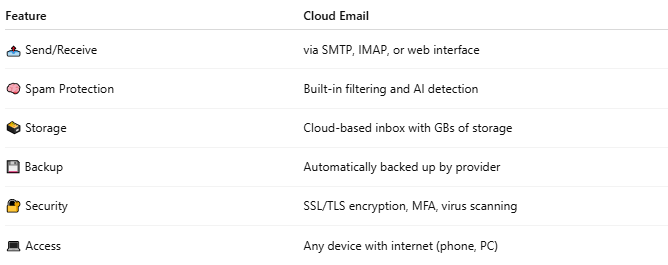 Feature Cloud Email
📤 Send/Receive via SMTP, IMAP, or web interface
🧠 Spam Protection Built-in filtering and AI detection
📦 Storage Cloud-based inbox with GBs of storage
💾 Backup Automatically backed up by provider
🔐 Security SSL/TLS encryption, MFA, virus scanning
💻 Access Any device with internet (phone, PC)